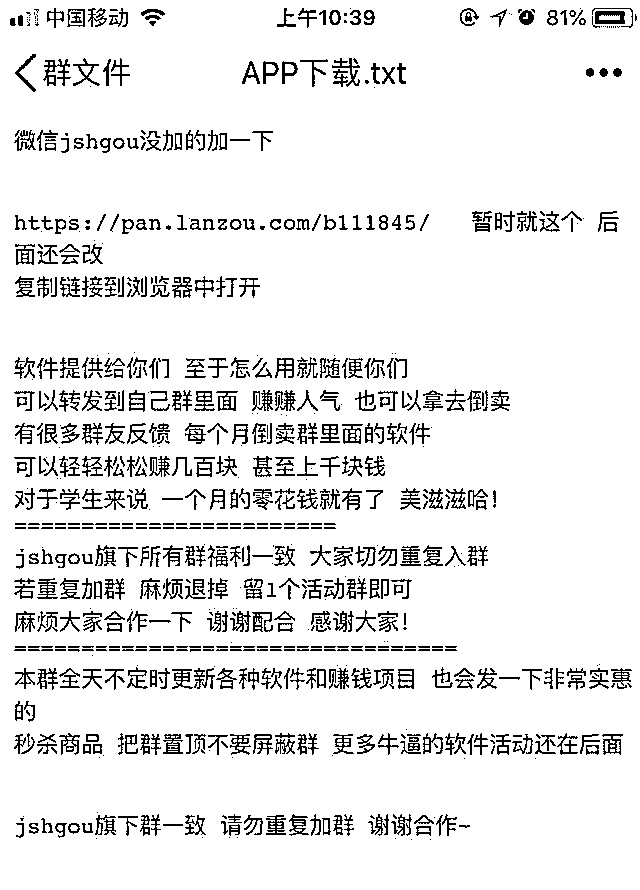 中国移动 上午10:39 81%
群文件 APP下载.txt
微信jshgou没加的加一下
https://pan.lanzou.com/b111845/ 暂时就这个 后
面还会改
复制链接到浏览器中打开
软件提供给你们 至于怎么用就随便你们
可以转发到自己群里面 赚赚人气 也可以拿去倒卖
有很多群友反馈 每个月倒卖群里面的软件
可以轻轻松松赚几百块 甚至上千块钱
对于学生来说 一个月的零花钱就有了 美滋滋哈!
=========================
jshgou旗下所有群福利一致 大家切勿重复入群
若重复加群 麻烦退掉 留1个活动群即可
麻烦大家合作一下 谢谢配合 感谢大家!
==================================
本群全天不定时更新各种软件和赚钱项目 也会发一下非常实惠
的
秒杀商品 把群置顶不要屏蔽群 更多牛逼的软件活动还在后面
jshgou旗下群一致 请勿重复加群 谢谢合作~